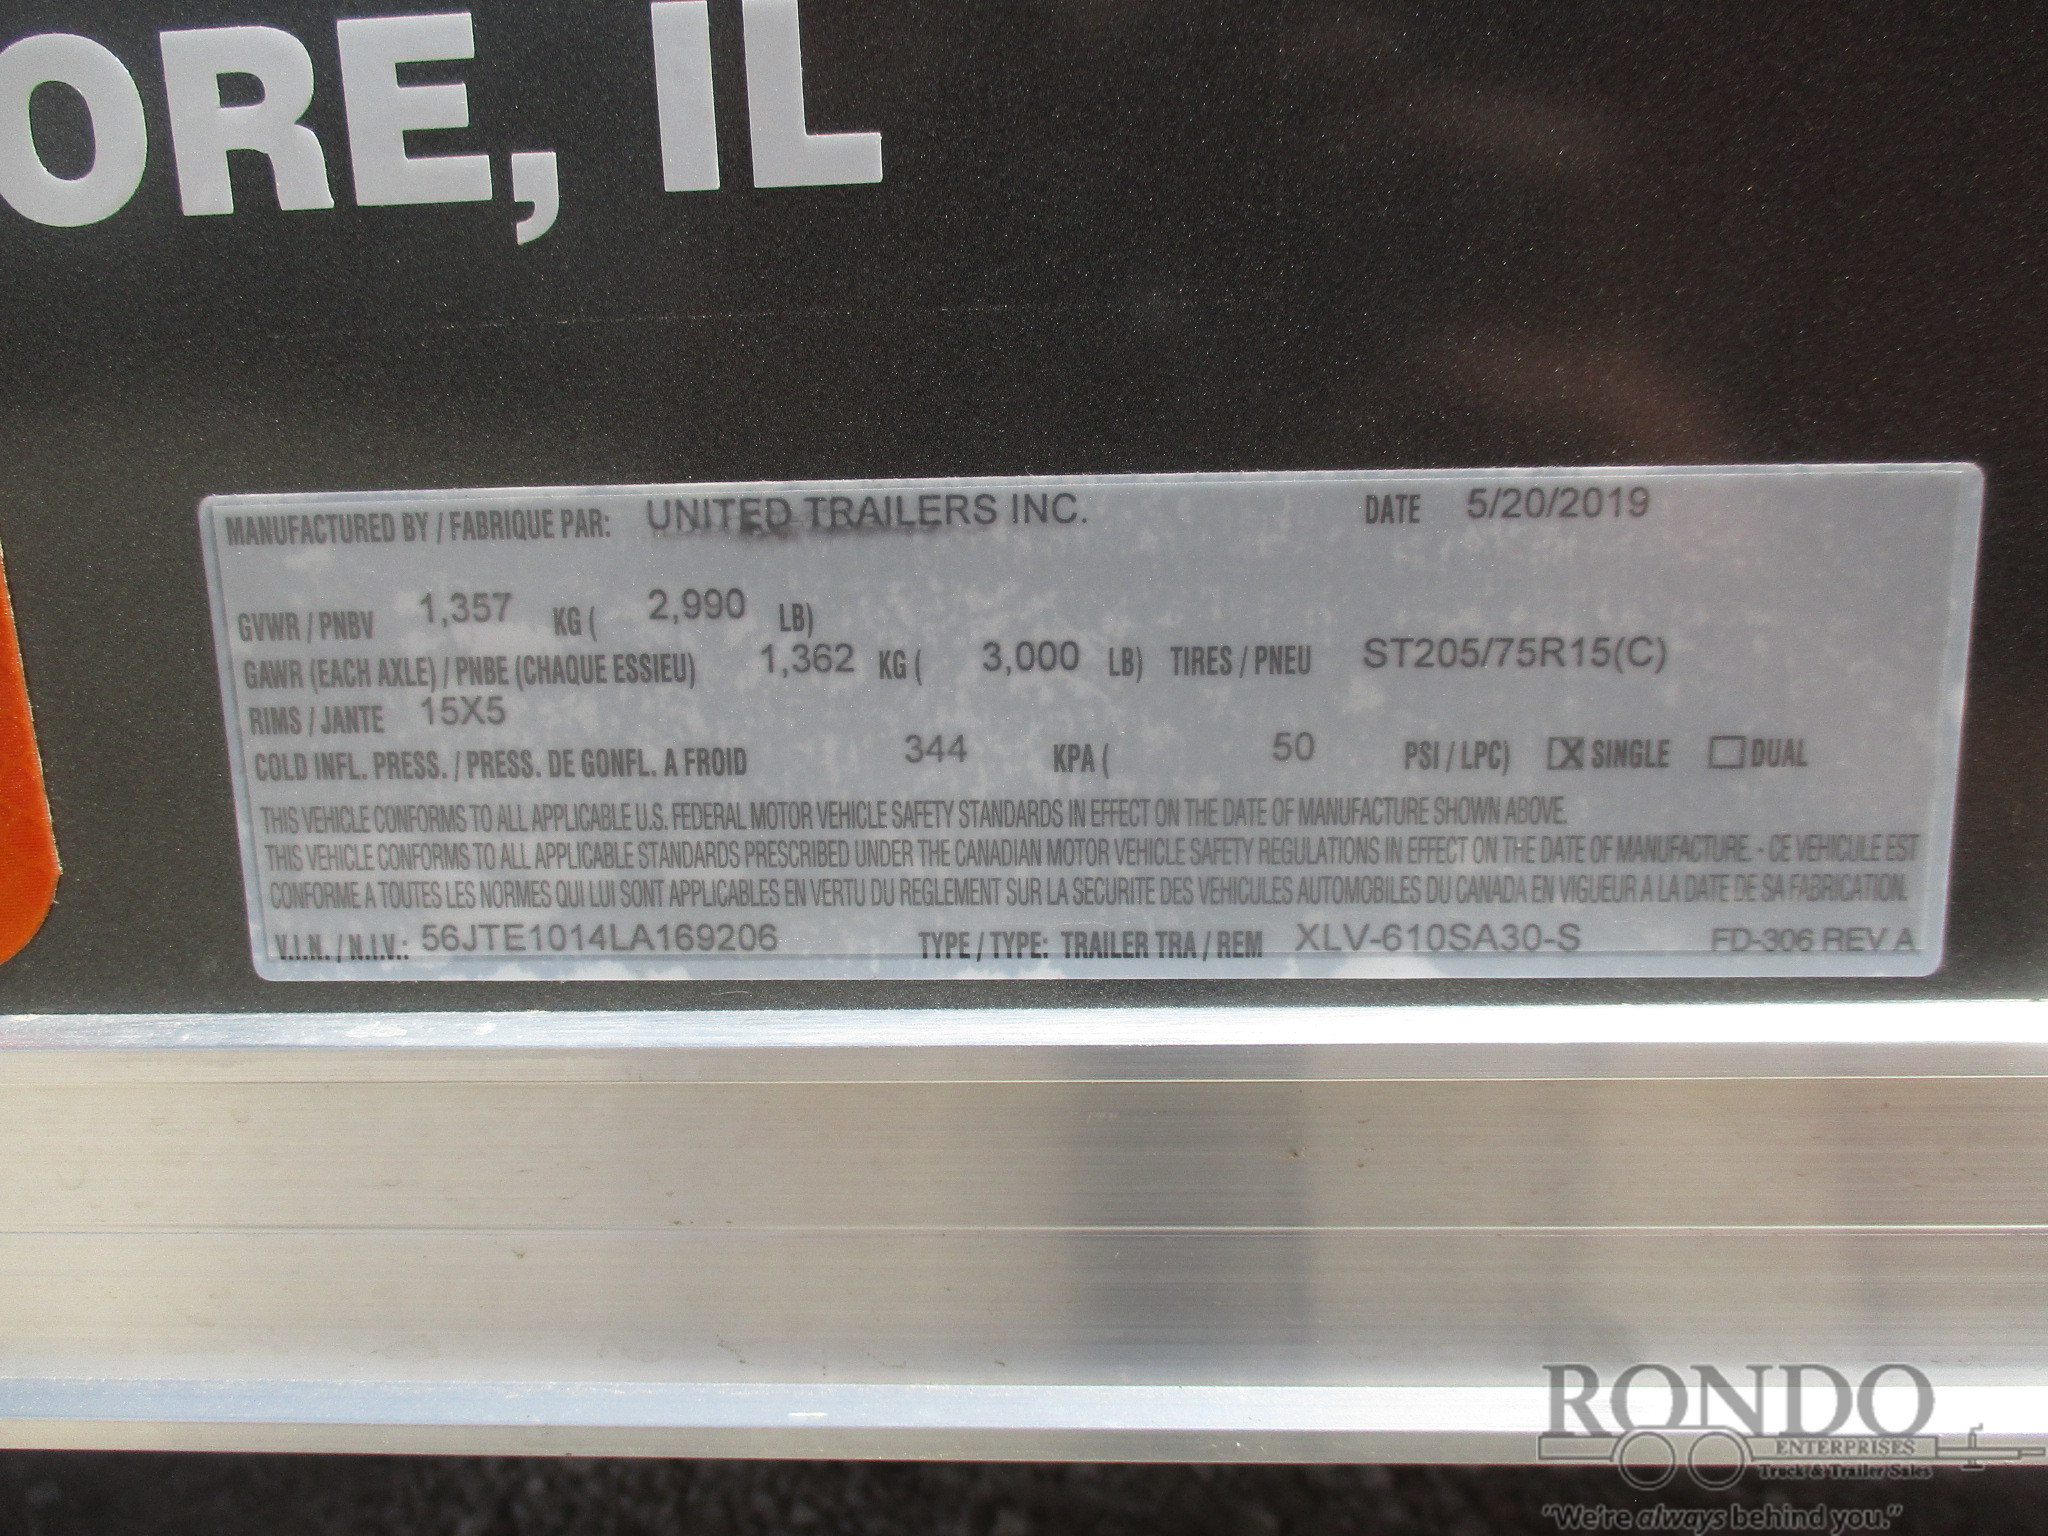 ORE, IL
MANUFACTURED BY / FABRIQUE PAR: UNITED TRAILERS INC. DATE 5/20/2019
GVWR / PNBV 1,357 KG ( 2,990 LB)
GAWR (EACH AXLE) / PNBE (CHAQUE ESSIEU) 1,362 KG ( 3,000 LB) TIRES / PNEU ST205/75R15(C)
RIMS / JANTE 15X5
COLD INFL. PRESS. / PRESS. DE GONFL. A FROID 344 KPA ( 50 PSI / LPC) ☒ SINGLE ☐ DUAL
THIS VEHICLE CONFORMS TO ALL APPLICABLE U.S. FEDERAL MOTOR VEHICLE SAFETY STANDARDS IN EFFECT ON THE DATE OF MANUFACTURE SHOWN ABOVE.
THIS VEHICLE CONFORMS TO ALL APPLICABLE STANDARDS PRESCRIBED UNDER THE CANADIAN MOTOR VEHICLE SAFETY REGULATIONS IN EFFECT ON THE DATE OF MANUFACTURE. - CE VEHICULE EST
CONFORME A TOUTES LES NORMES QUI LUI SONT APPLICABLES EN VERTU DU REGLEMENT SUR LA SECURITE DES VEHICULES AUTOMOBILES DU CANADA EN VIGUEUR A LA DATE DE SA FABRICATION.
V.I.N. / N.I.V.: 56JTE1014LA169206 TYPE / TYPE: TRAILER TRA / REM XLV-610SA30-S FD-306 REV A
RONDO
ENTERPRISES
Truck & Trailer Sales
"We're always behind you."